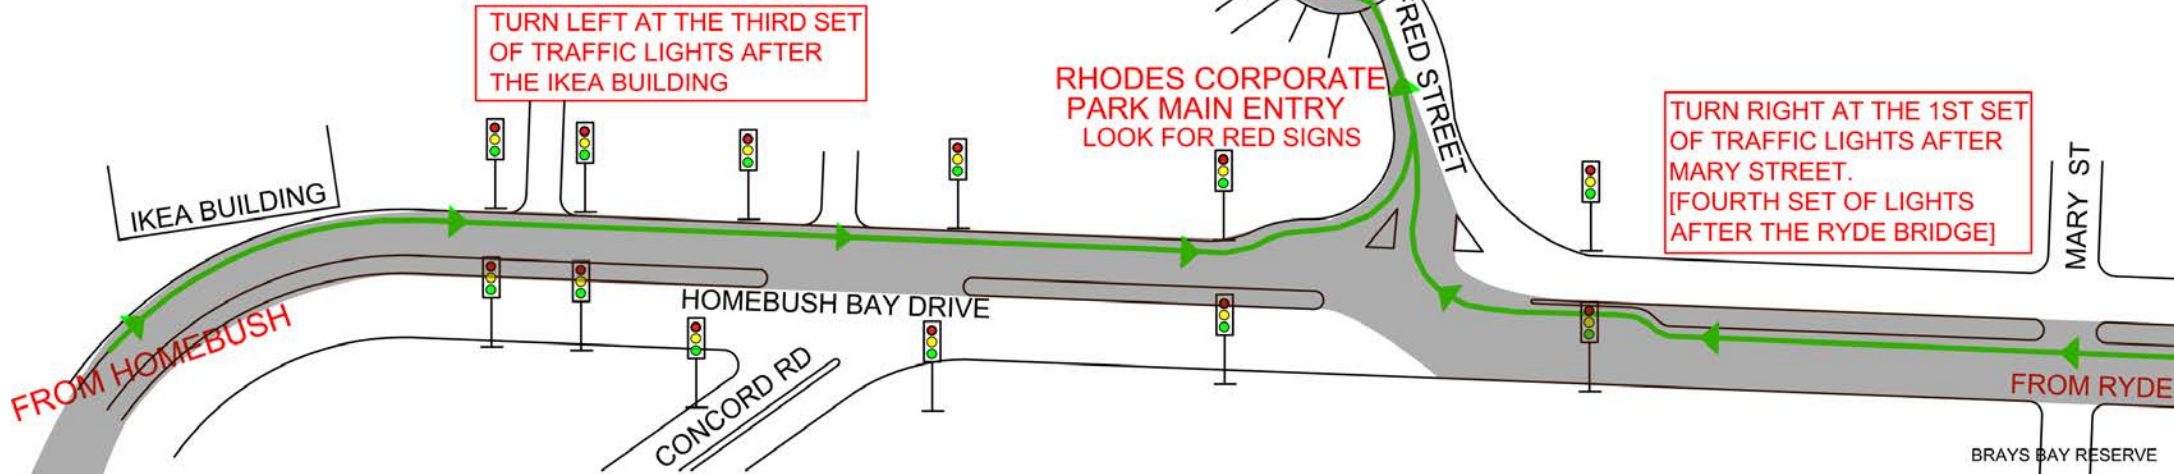 TURN LEFT AT THE THIRD SET
OF TRAFFIC LIGHTS AFTER
THE IKEA BUILDING
RHODES CORPORATE
PARK MAIN ENTRY
LOOK FOR RED SIGNS
FRED STREET
TURN RIGHT AT THE 1ST SET
OF TRAFFIC LIGHTS AFTER
MARY STREET.
[FOURTH SET OF LIGHTS
AFTER THE RYDE BRIDGE]
MARY ST
IKEA BUILDING
HOMEBUSH BAY DRIVE
FROM HOMEBUSH
CONCORD RD
FROM RYDE
BRAYS BAY RESERVE